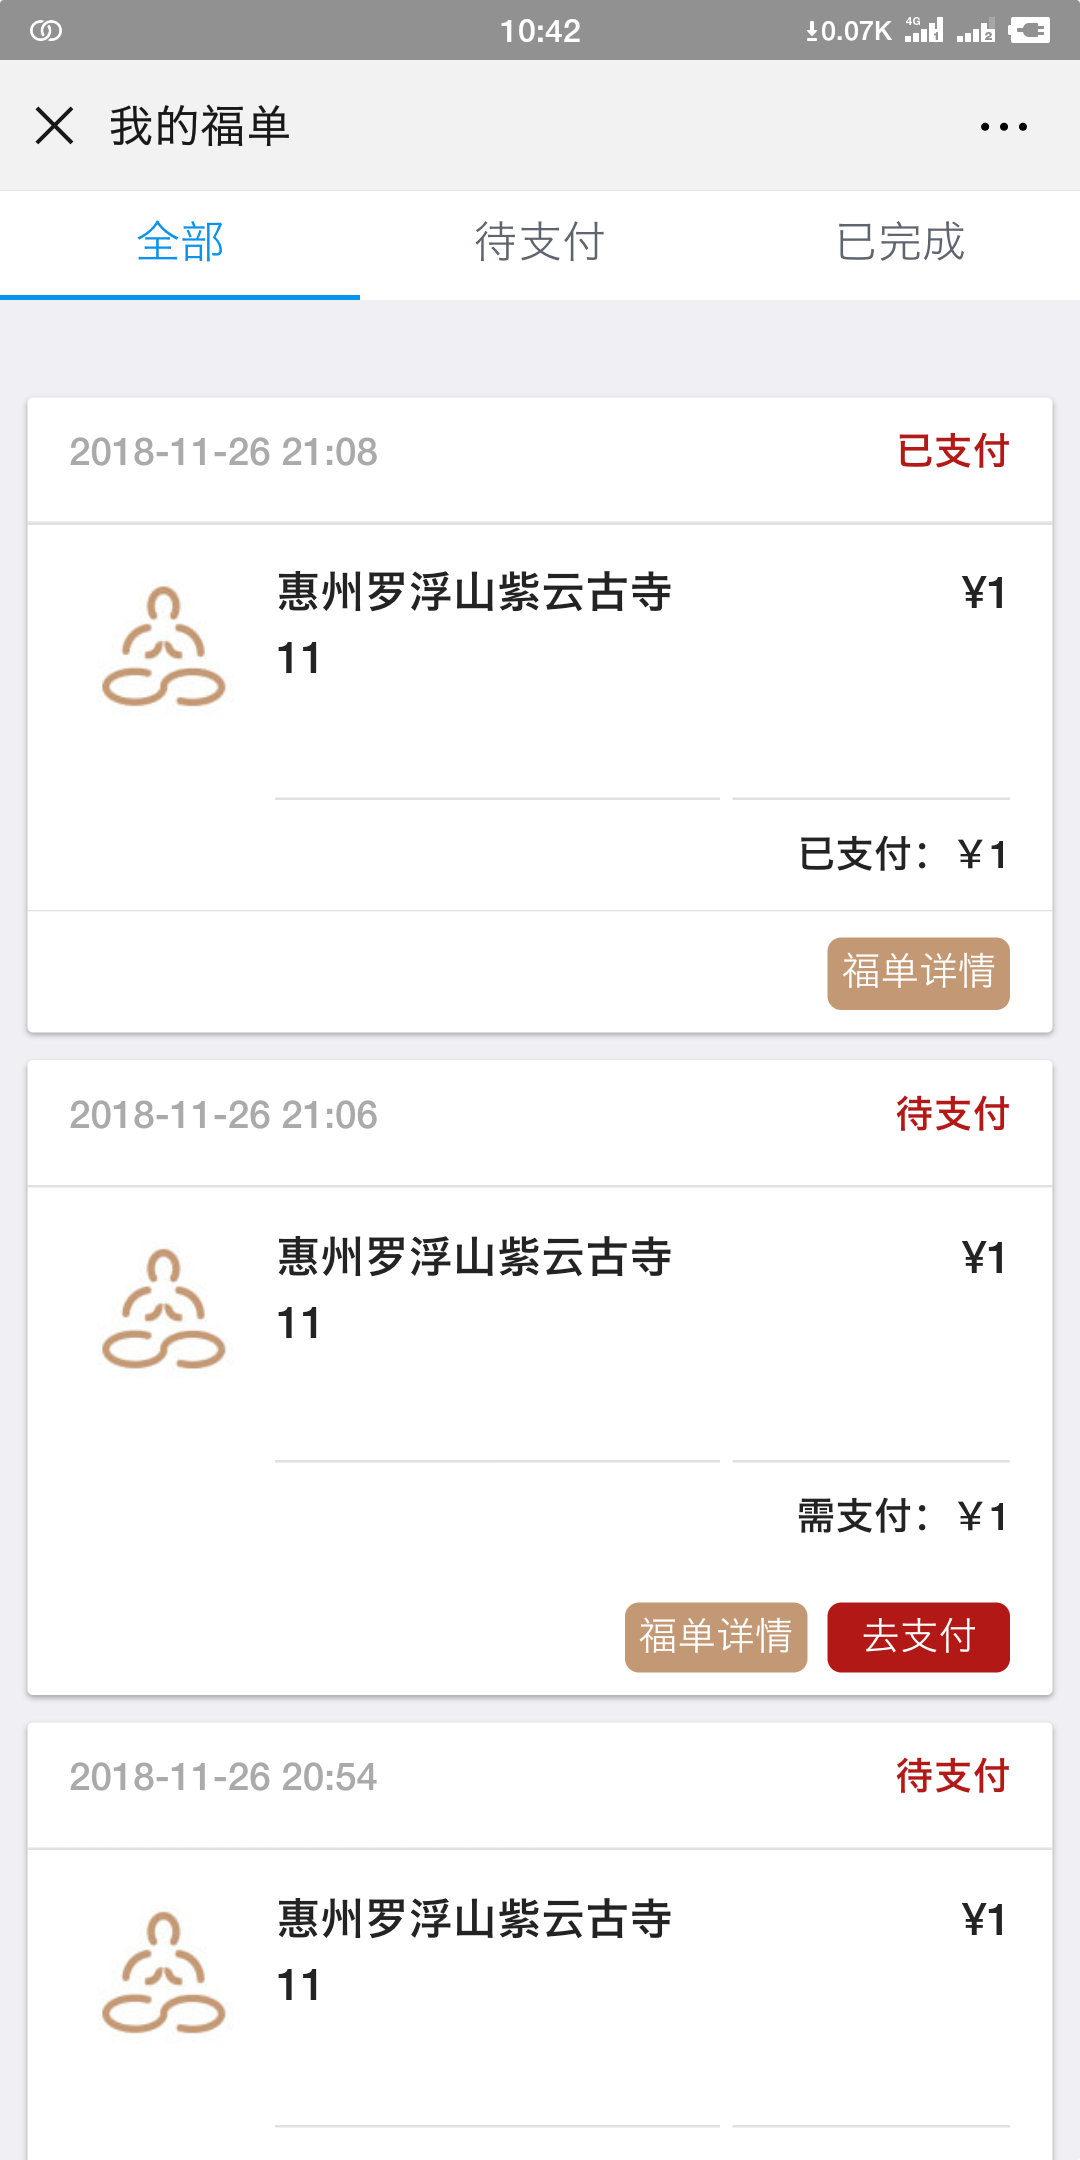 10:42
0.07K 4G 1 2
我的福单
全部 待支付 已完成
2018-11-26 21:08 已支付
惠州罗浮山紫云古寺 ¥1
11
已支付：￥1
福单详情
2018-11-26 21:06 待支付
惠州罗浮山紫云古寺 ¥1
11
需支付：￥1
福单详情 去支付
2018-11-26 20:54 待支付
惠州罗浮山紫云古寺 ¥1
11